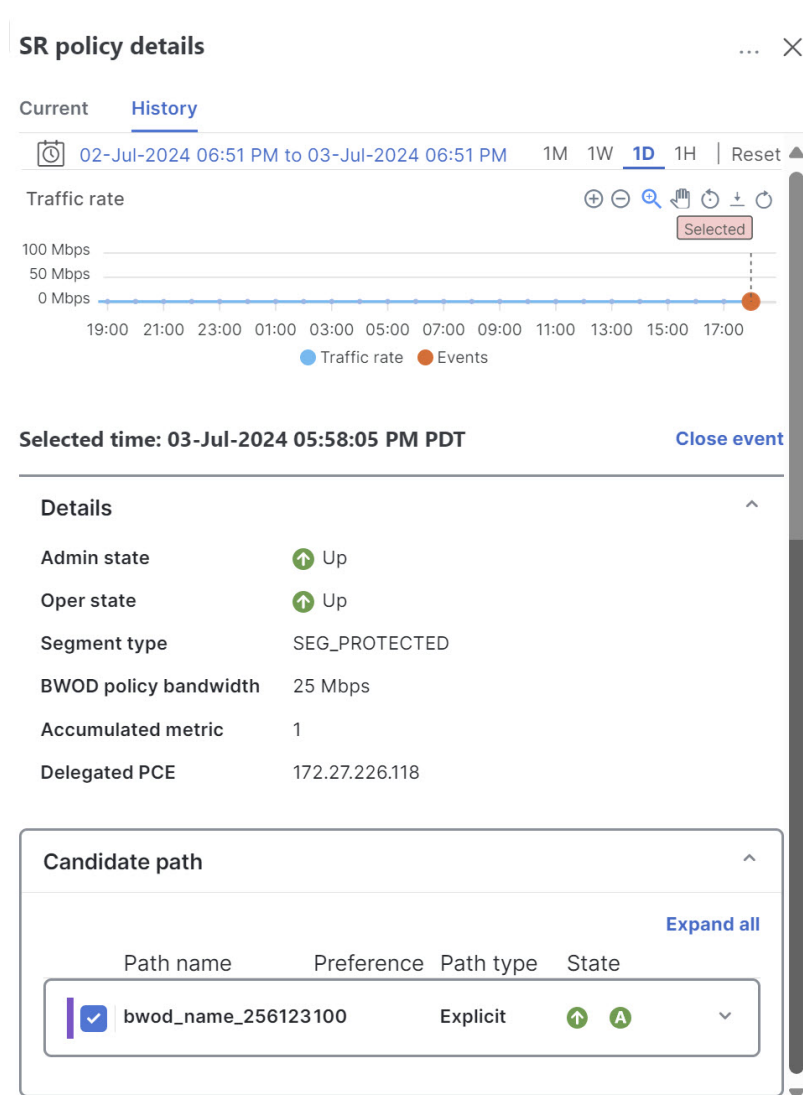 SR policy details ...
Current History
02-Jul-2024 06:51 PM to 03-Jul-2024 06:51 PM 1M 1W 1D 1H | Reset
Traffic rate
Selected
100 Mbps
50 Mbps
0 Mbps
19:00 21:00 23:00 01:00 03:00 05:00 07:00 09:00 11:00 13:00 15:00 17:00
Traffic rate Events
Selected time: 03-Jul-2024 05:58:05 PM PDT Close event
Details
Admin state Up
Oper state Up
Segment type SEG_PROTECTED
BWOD policy bandwidth 25 Mbps
Accumulated metric 1
Delegated PCE 172.27.226.118
Candidate path
Expand all
Path name Preference Path type State
bwod_name_256123100 Explicit A